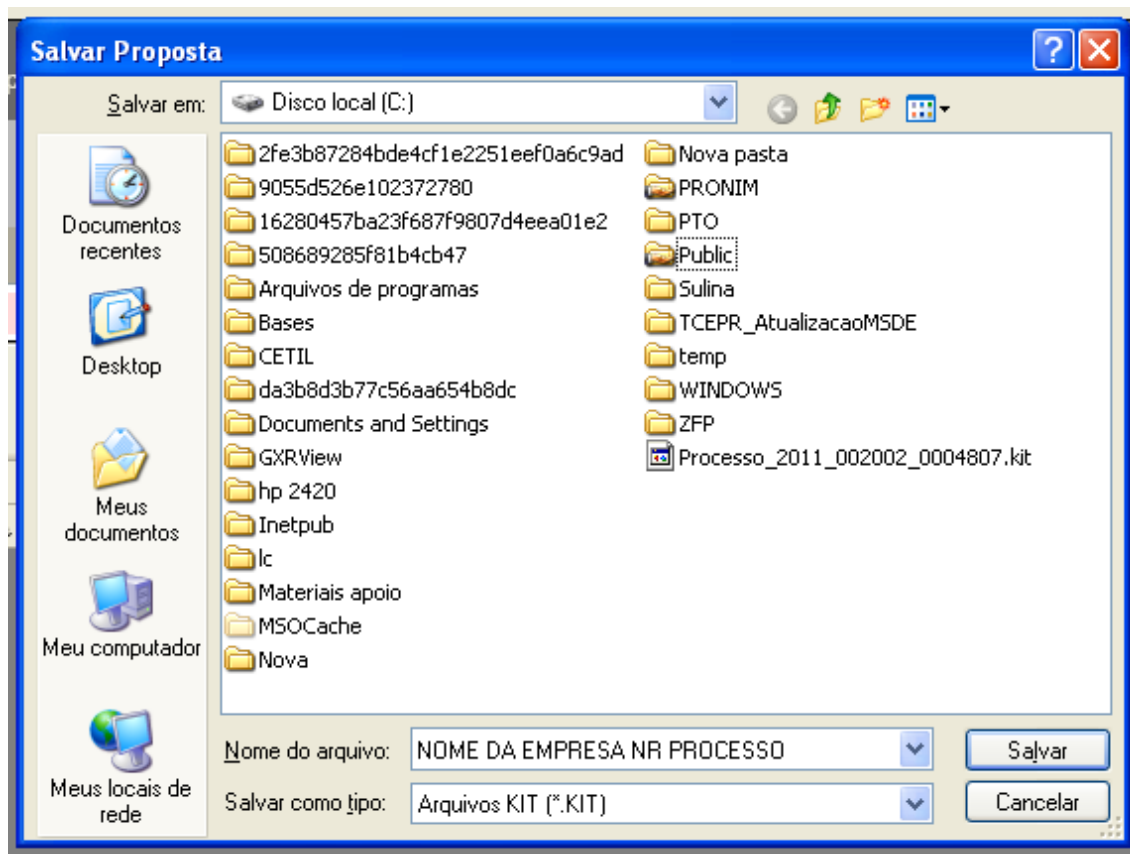 Salvar Proposta
Salvar em:
Disco local (C:)
Documentos
recentes
Desktop
Meus
documentos
Meu computador
Meus locais de
rede
2fe3b87284bde4cf1e2251eef0a6c9ad
9055d526e102372780
16280457ba23f687f9807d4eea01e2
508689285f81b4cb47
Arquivos de programas
Bases
CETIL
da3b8d3b77c56aa654b8dc
Documents and Settings
GXRView
hp 2420
Inetpub
lc
Materiais apoio
MSOCache
Nova
Nova pasta
PRONIM
PTO
Public
Sulina
TCEPR_AtualizacaoMSDE
temp
WINDOWS
ZFP
Processo_2011_002002_0004807.kit
Nome do arquivo:
NOME DA EMPRESA NR PROCESSO
Salvar
Salvar como tipo:
Arquivos KIT (*.KIT)
Cancelar